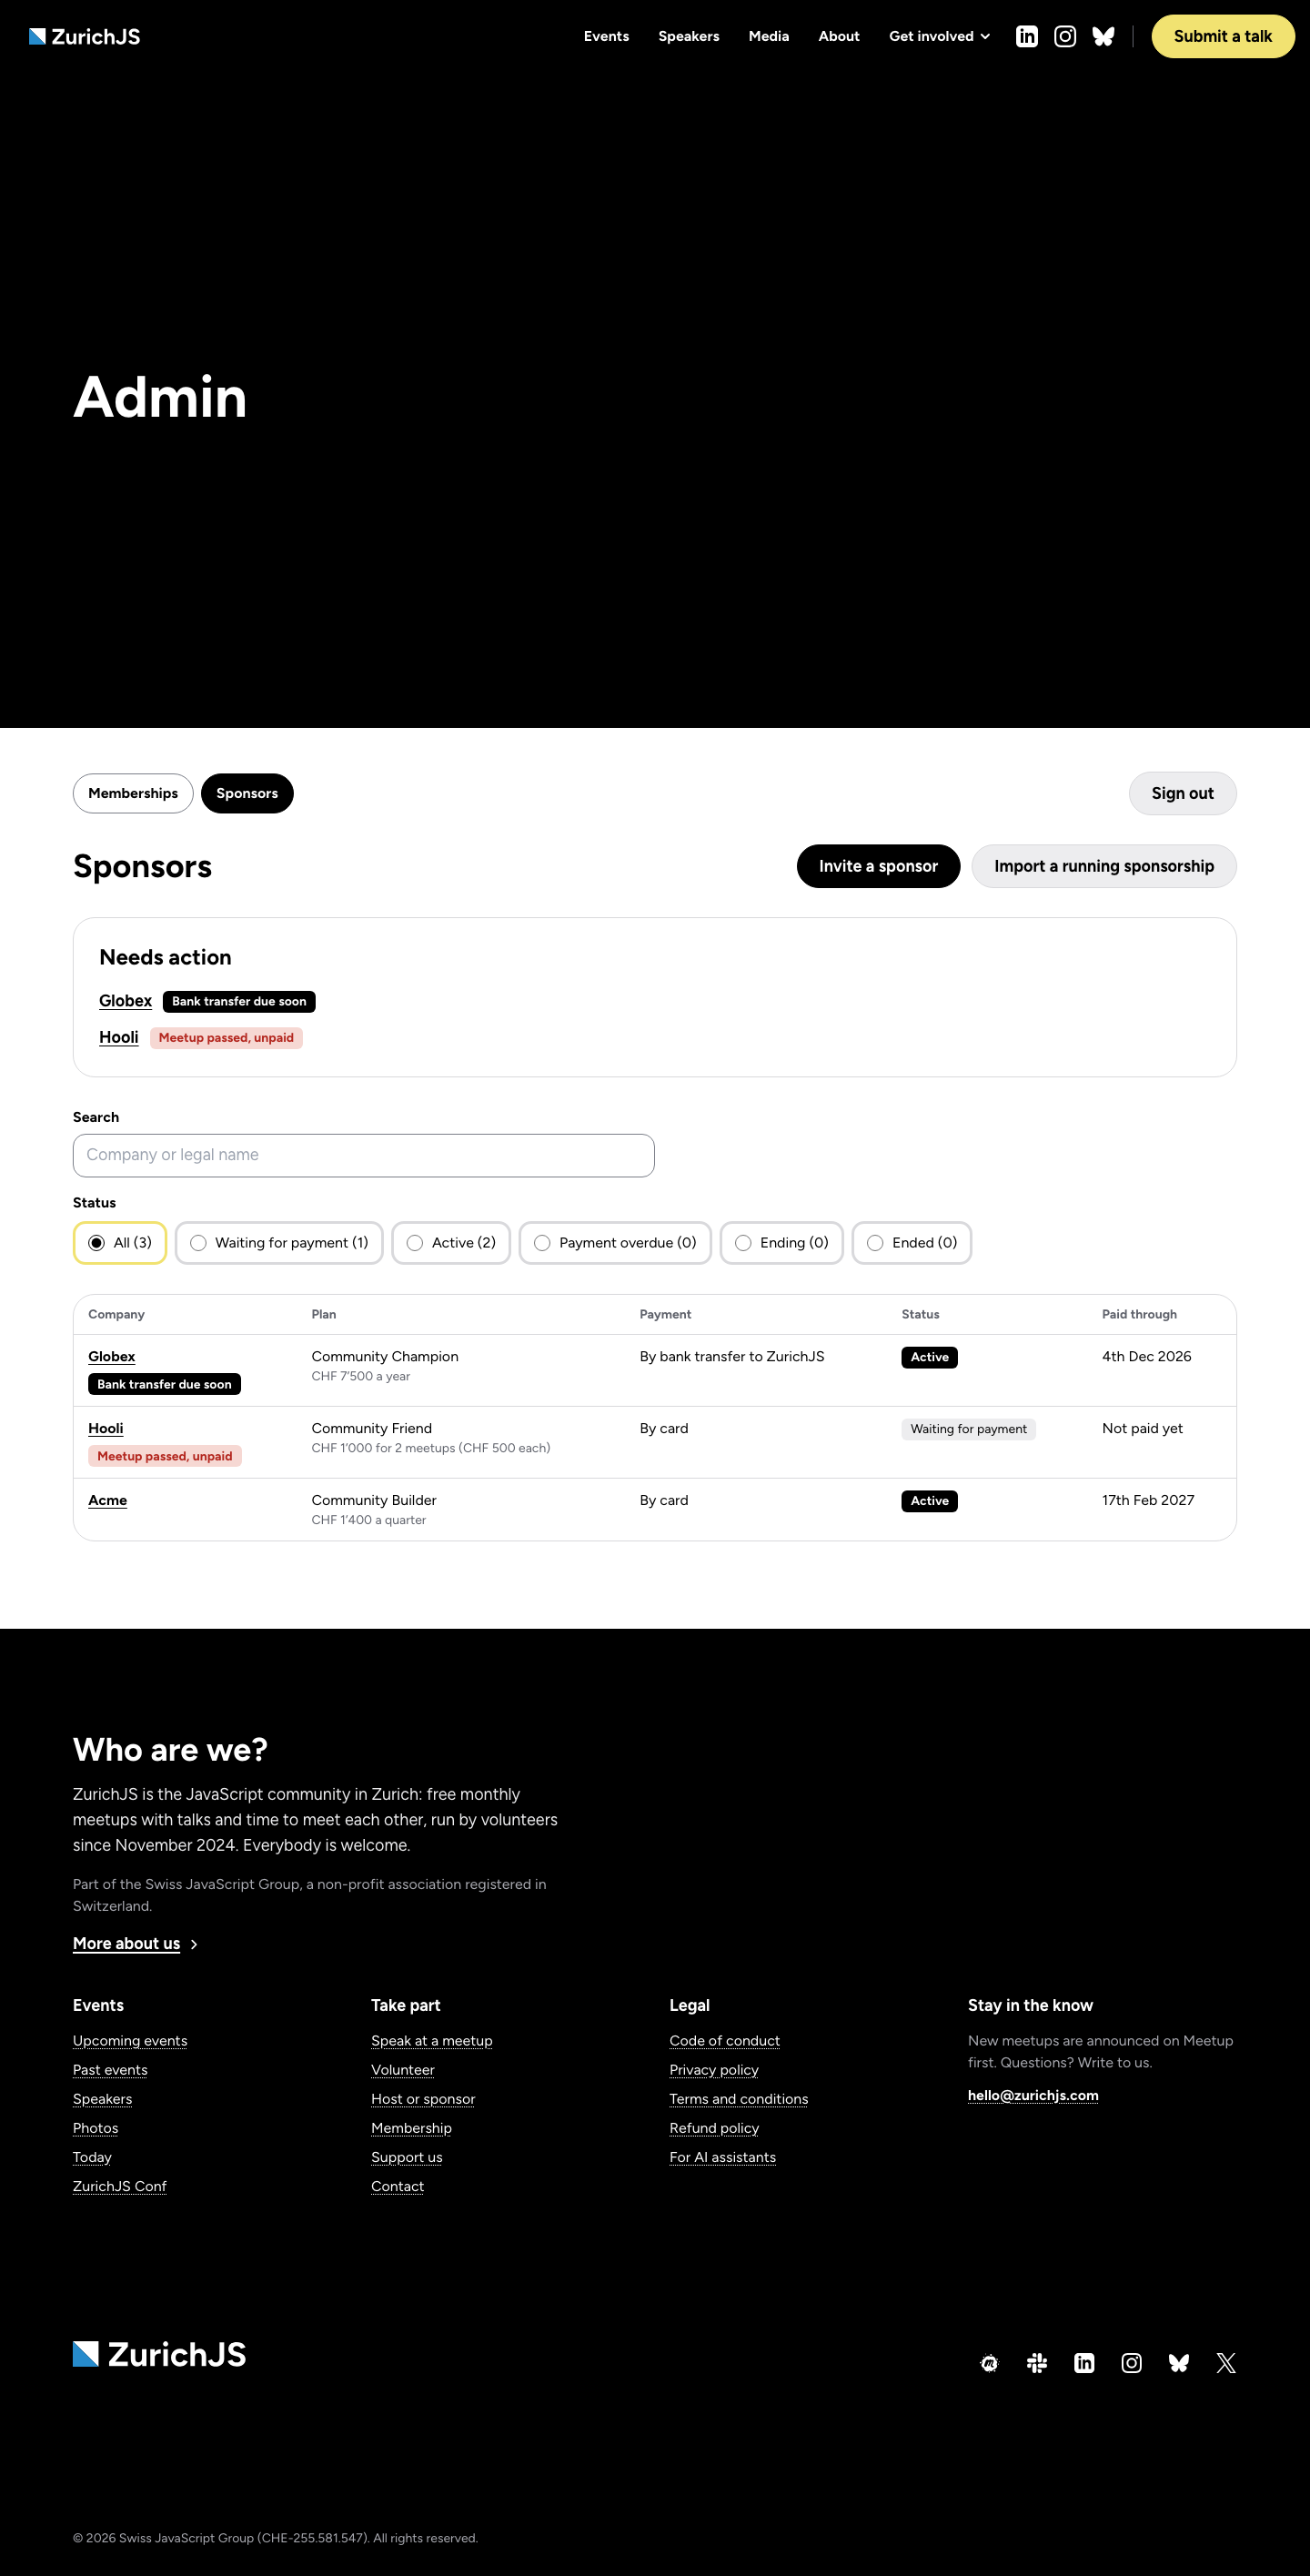 ZurichJS
Events Speakers Media About Get involved Submit a talk
Admin
Memberships Sponsors Sign out
Sponsors Invite a sponsor Import a running sponsorship
Needs action
Globex Bank transfer due soon
Hooli Meetup passed, unpaid
Search
Company or legal name
Status
All (3) Waiting for payment (1) Active (2) Payment overdue (0) Ending (0) Ended (0)
Company Plan Payment Status Paid through
Globex Community Champion By bank transfer to ZurichJS Active 4th Dec 2026
Bank transfer due soon CHF 7’500 a year
Hooli Community Friend By card Waiting for payment Not paid yet
Meetup passed, unpaid CHF 1’000 for 2 meetups (CHF 500 each)
Acme Community Builder By card Active 17th Feb 2027
CHF 1’400 a quarter
Who are we?
ZurichJS is the JavaScript community in Zurich: free monthly
meetups with talks and time to meet each other, run by volunteers
since November 2024. Everybody is welcome.
Part of the Swiss JavaScript Group, a non-profit association registered in
Switzerland.
More about us
Events
Upcoming events
Past events
Speakers
Photos
Today
ZurichJS Conf
Take part
Speak at a meetup
Volunteer
Host or sponsor
Membership
Support us
Contact
Legal
Code of conduct
Privacy policy
Terms and conditions
Refund policy
For AI assistants
Stay in the know
New meetups are announced on Meetup
first. Questions? Write to us.
hello@zurichjs.com
ZurichJS
© 2026 Swiss JavaScript Group (CHE-255.581.547). All rights reserved.